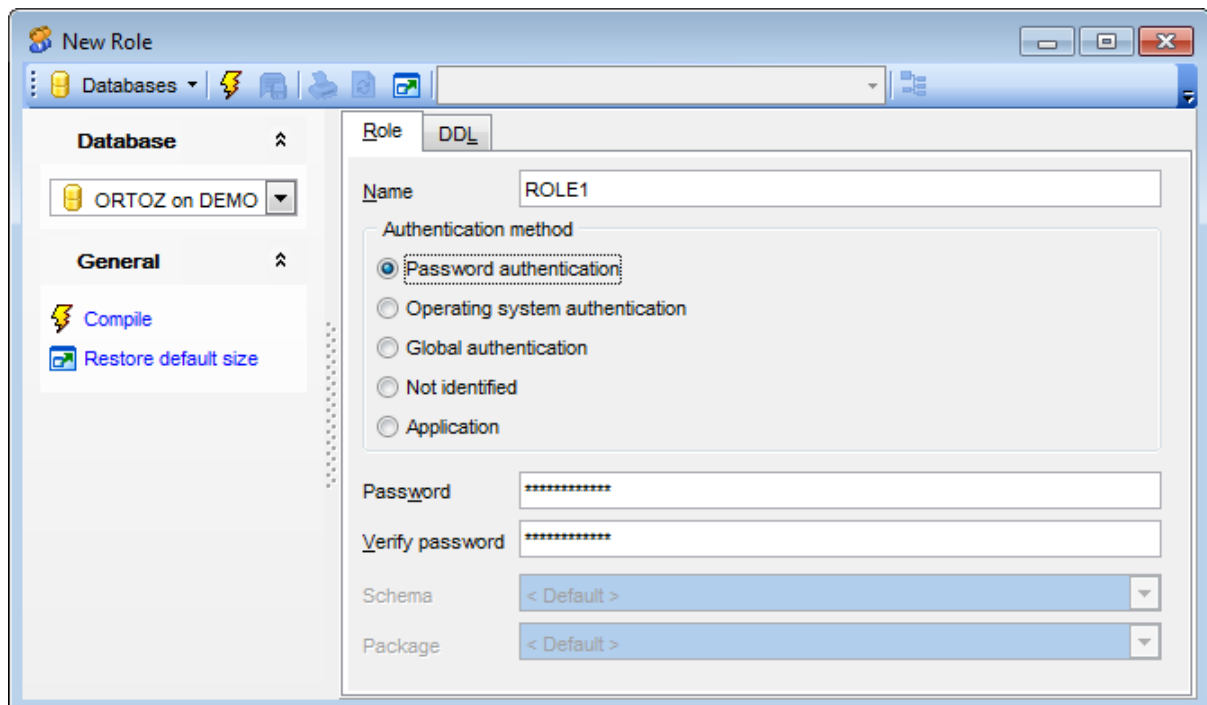 New Role
Databases
Database
ORTOZ on DEMO
General
Compile
Restore default size
Role DDL
Name ROLE1
Authentication method
Password authentication
Operating system authentication
Global authentication
Not identified
Application
Password ************
Verify password ************
Schema < Default >
Package < Default >